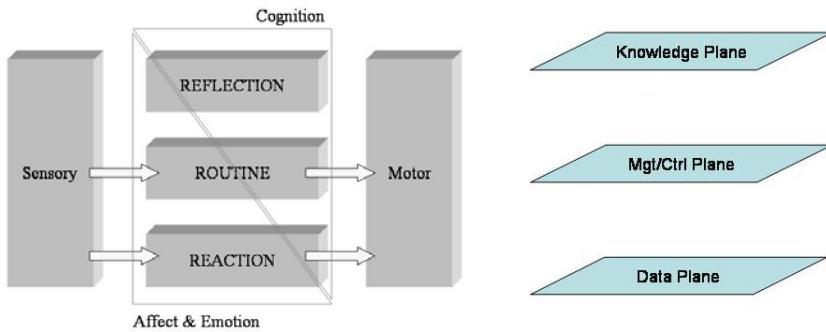 Cognition
REFLECTION
Sensory
ROUTINE
Motor
REACTION
Affect & Emotion
Knowledge Plane
Mgt/Ctrl Plane
Data Plane